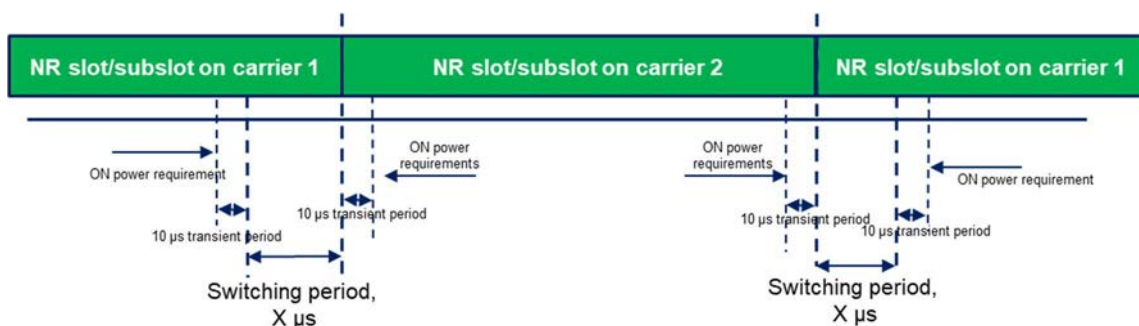 NR slot/subslot on carrier 1
NR slot/subslot on carrier 2
NR slot/subslot on carrier 1
ON power requirement
ON power
requirements
ON power
requirements
ON power requirement
10 µs transient period
10 µs transient period
10 µs transient period
10 µs transient period
Switching period,
X µs
Switching period,
X µs